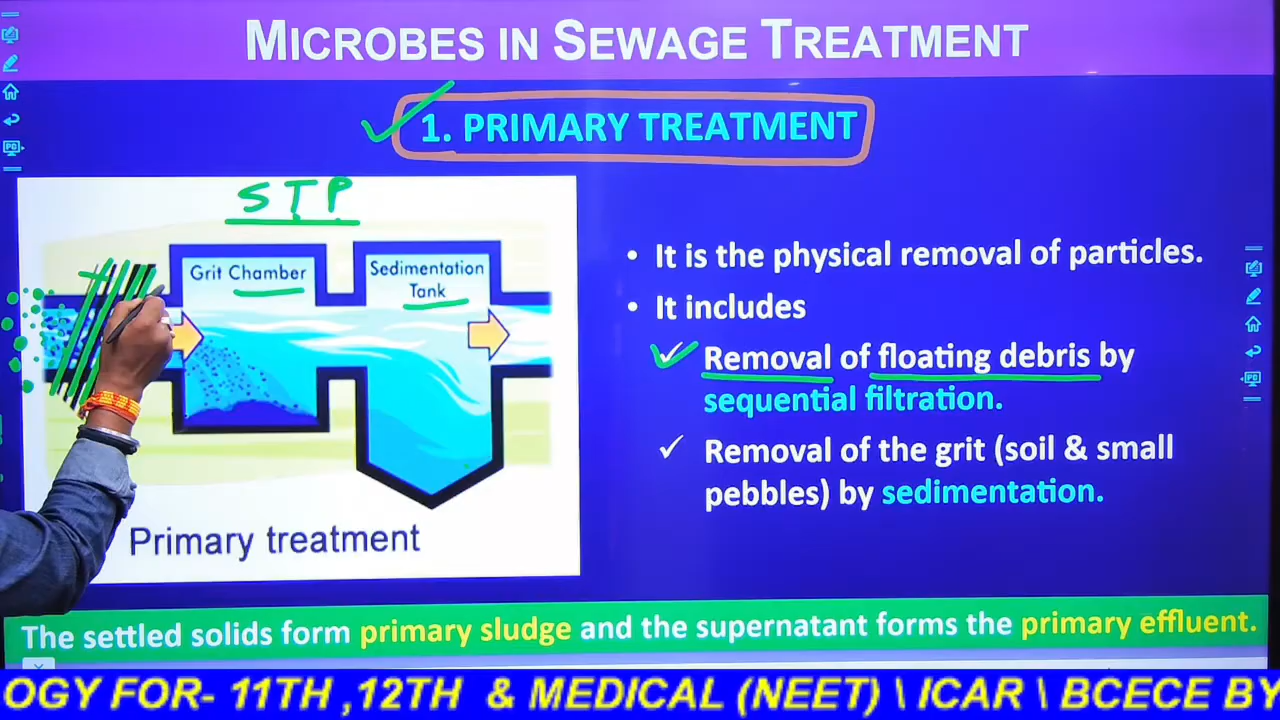 MICROBES IN SEWAGE TREATMENT
1. PRIMARY TREATMENT
STP
Grit Chamber
Sedimentation
Tank
Primary treatment
• It is the physical removal of particles.
• It includes
✓ Removal of floating debris by
sequential filtration.
✓ Removal of the grit (soil & small
pebbles) by sedimentation.
The settled solids form primary sludge and the supernatant forms the primary effluent.
OGY FOR- 11TH ,12TH & MEDICAL (NEET) \ ICAR \ BCECE BY